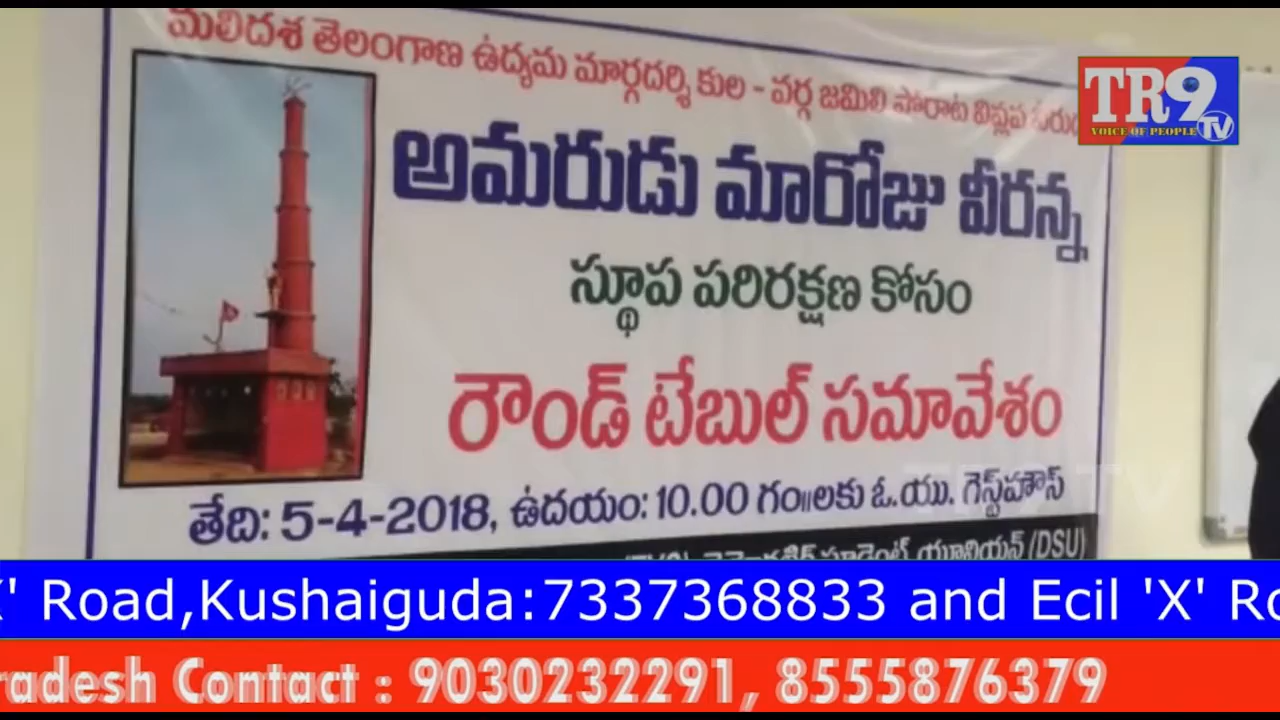 మలిదశ తెలంగాణ ఉద్యమ మార్గదర్శి కుల - వర్గ జమిలి పోరాట విప్లవ
TR9
VOICE OF PEOPLE TV
అమరుడు మారోజు వీరన్న
స్థూప పరిరక్షణ కోసం
రౌండ్ టేబుల్ సమావేశం
తేది: 5-4-2018, ఉదయం: 10.00 గం॥లకు ఓ.యు. గెస్ట్‌హౌస్
స్టూడెంట్ యూనియన్ (DSU)
X' Road,Kushaiguda:7337368833 and Ecil 'X' Ro
radesh Contact : 9030232291, 8555876379